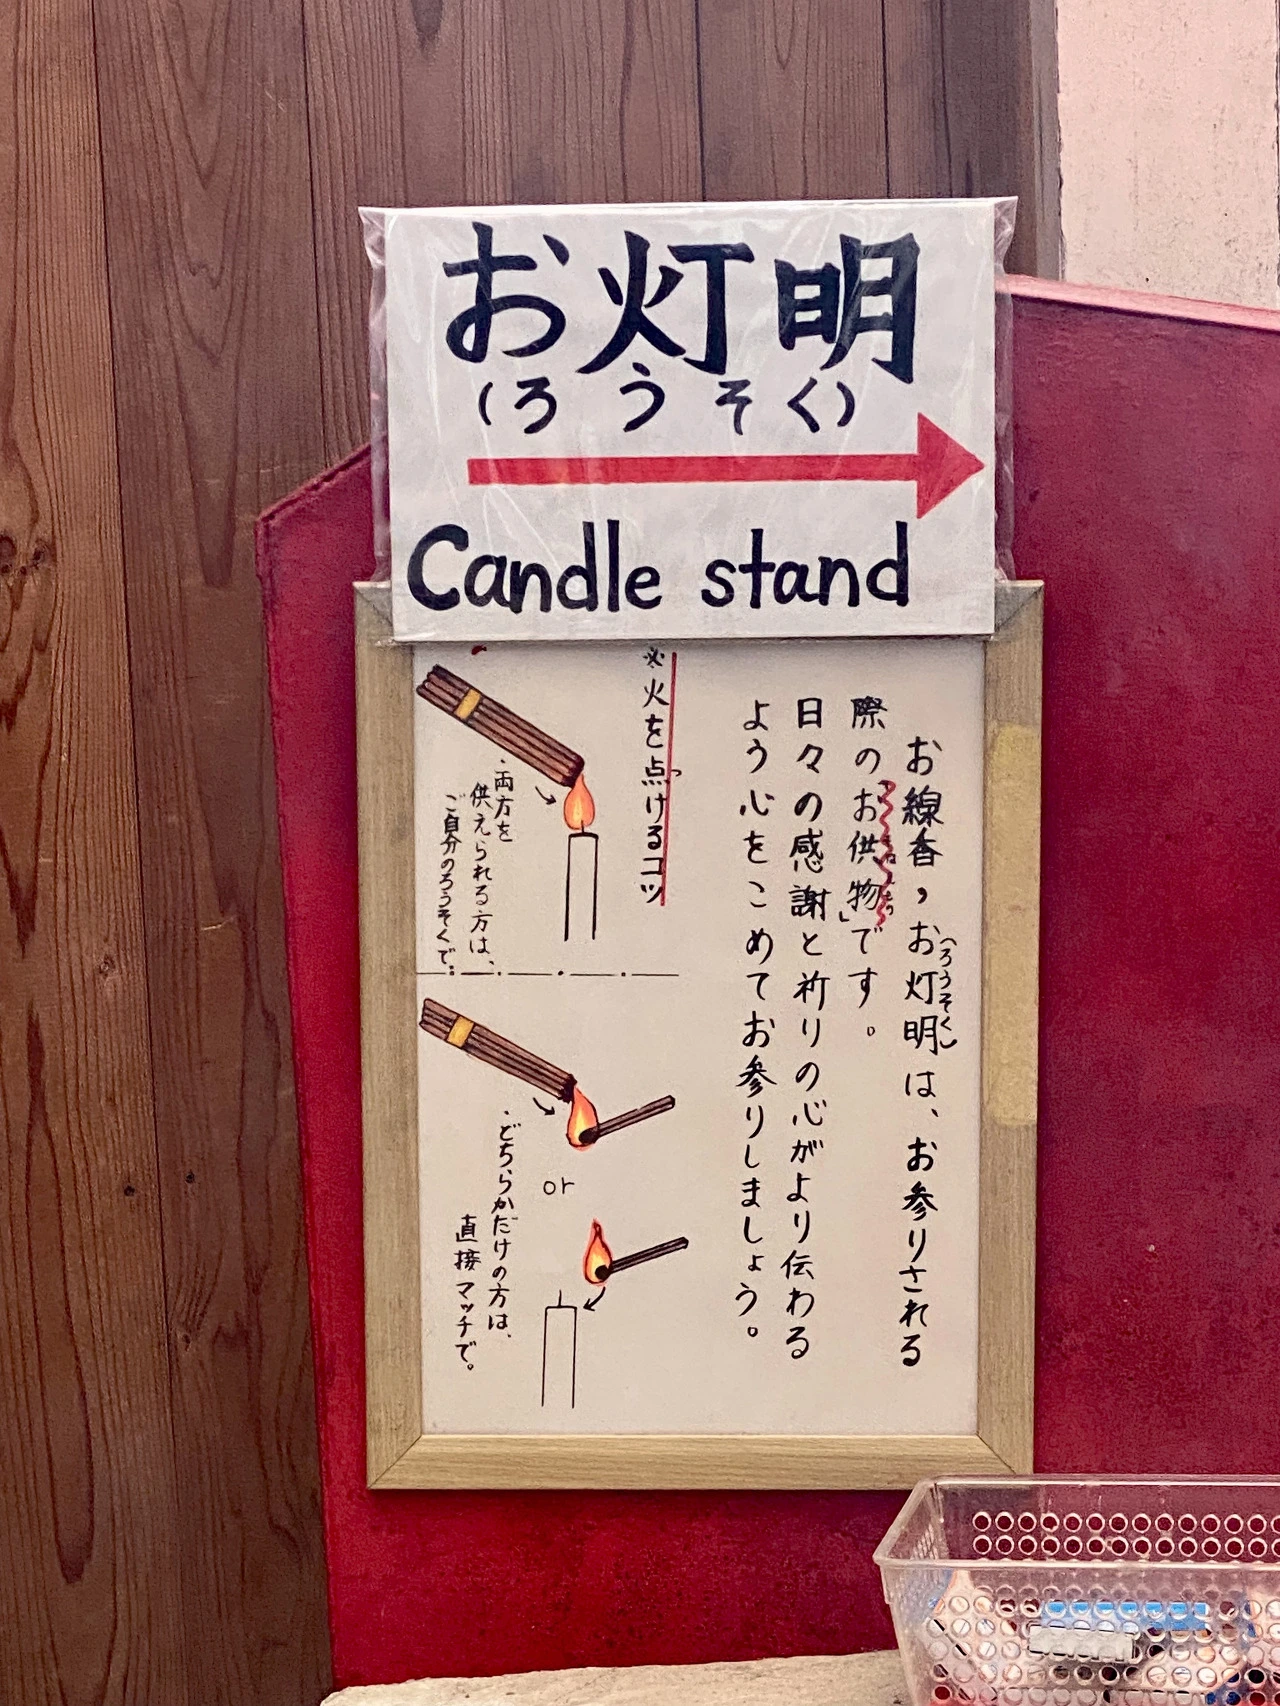 お灯明
（ろうそく）
Candle stand
お線香，お灯明（ろうそく）は、お参りされる
際のお供物」です。
日々の感謝と祈りの心がより伝わる
よう心をこめてお参りしましょう。
※火を点けるコツ
・両方を
供えられる方は、
ご自分のろうそくで。
or
・どちらかだけの方は、
直接マッチで。